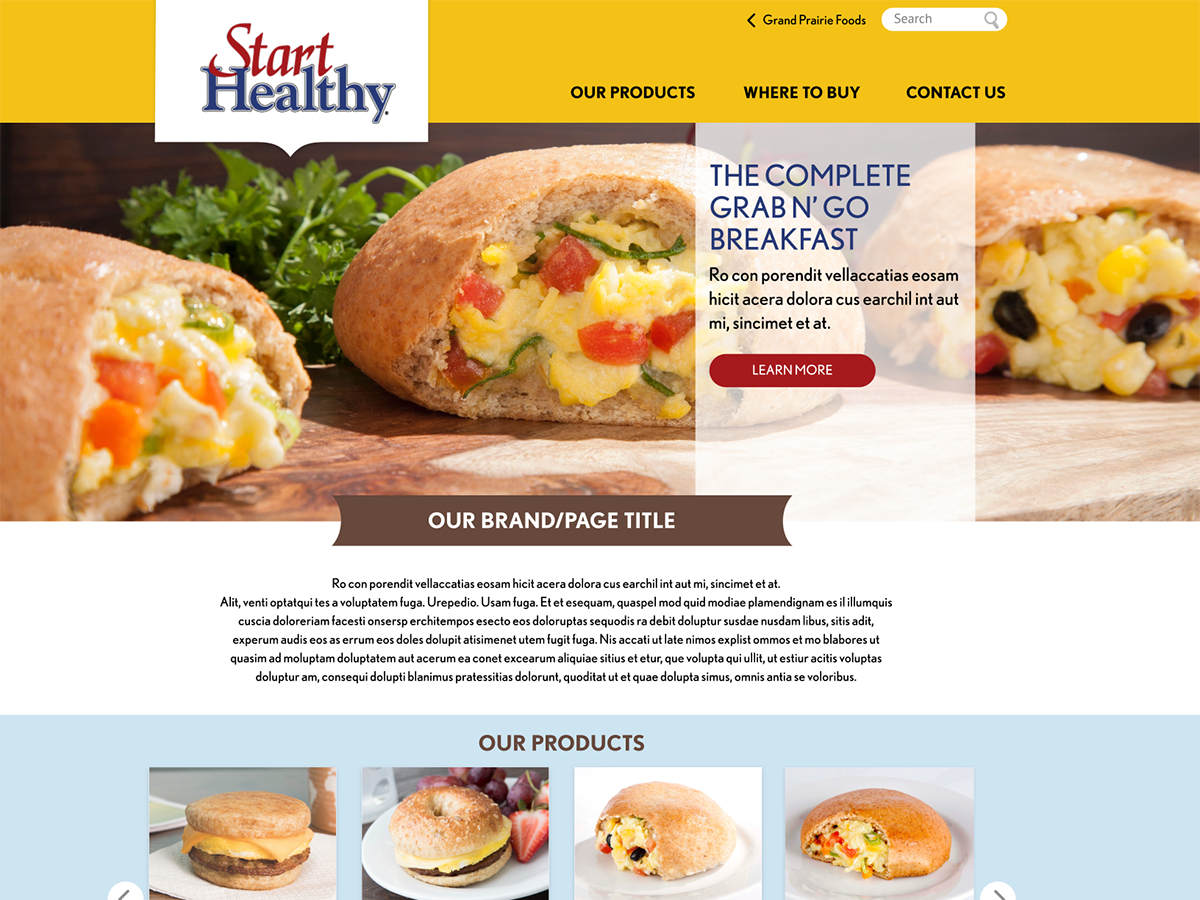 Start
Healthy
Grand Prairie Foods
Search
OUR PRODUCTS
WHERE TO BUY
CONTACT US
THE COMPLETE
GRAB N' GO
BREAKFAST
Ro con porendit vellaccatias eosam
hicit acera dolora cus earchil int aut
mi, sincimet et at.
LEARN MORE
OUR BRAND/PAGE TITLE
Ro con porendit vellaccatias eosam hicit acera dolora cus earchil int aut mi, sincimet et at.
Alit, venti optatqui tes a voluptatem fuga. Urepedio. Usam fuga. Et et esequam, quaspel mod quid modiae plamendignam es il illumquis
cuscia doloreriam facesti onsersp erchitempos esecto eos doloruptas sequodis ra debit doluptur susdae nusdam libus, sitis adit,
experum audis eos as errum eos doles dolupit atisimenet utem fugit fuga. Nis accati ut late nimos explist ommos et mo blabores ut
quasim ad moluptam doluptatem aut acerum ea conet excearum aliquiae sitius et etur, que volupta qui ullit, ut estiur acitis voluptas
doluptur am, consequi dolupti blanimus pratessitias dolorunt, quoditat ut et quae dolupta simus, omnis antia se voloribus.
OUR PRODUCTS